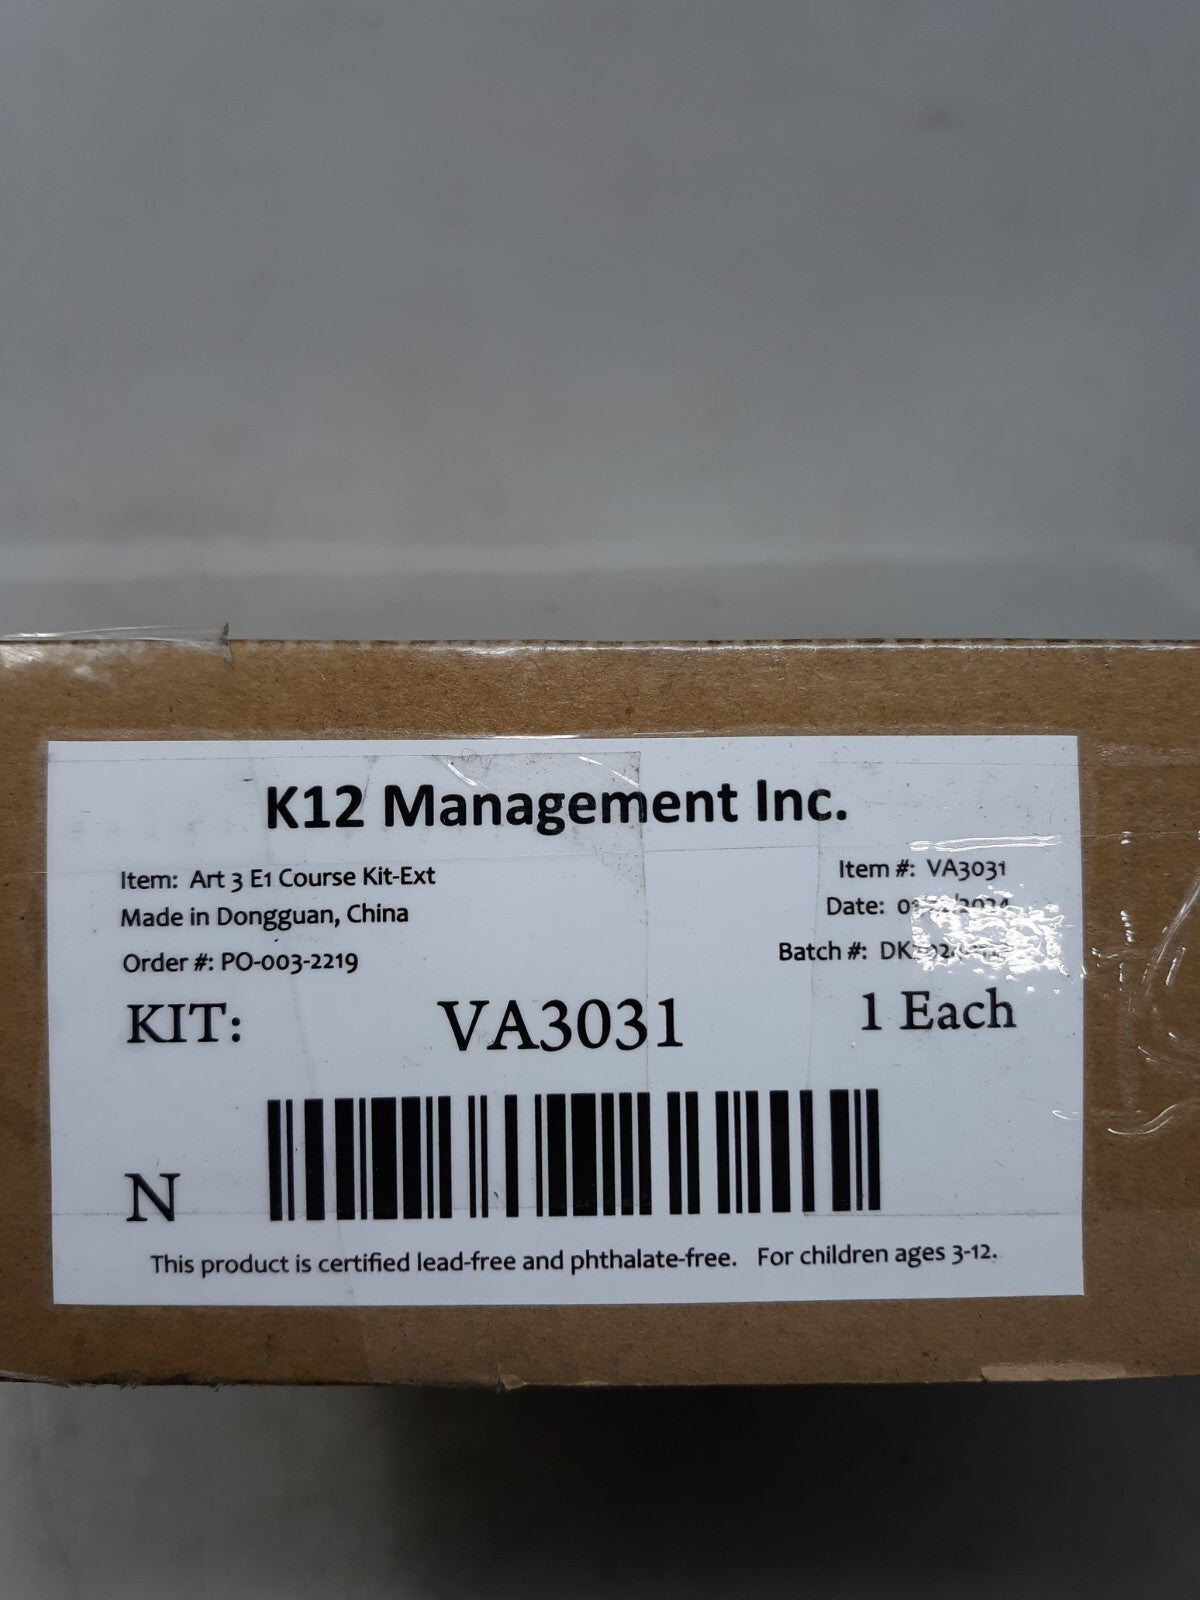 K12 Management Inc.
Item: Art 3 E1 Course Kit-Ext
Item #: VA3031
Made in Dongguan, China
Date:
Order #: PO-003-2219
Batch #:
KIT: VA3031 1 Each
N
This product is certified lead-free and phthalate-free. For children ages 3-12.